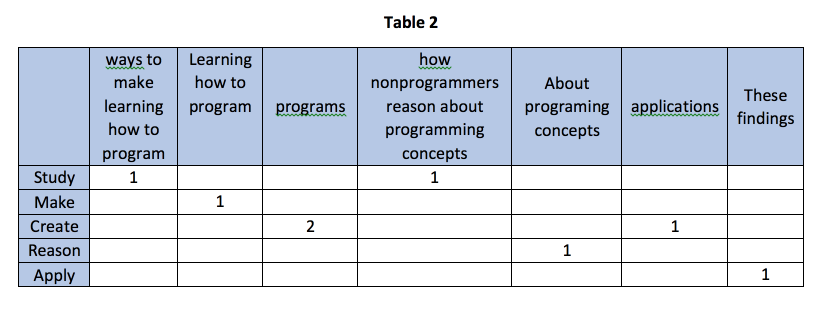 Table 2
ways to make learning how to program
Learning how to program
programs
how nonprogrammers reason about programming concepts
About programing concepts
applications
These findings
Study 1 1
Make 1
Create 2 1
Reason 1
Apply 1